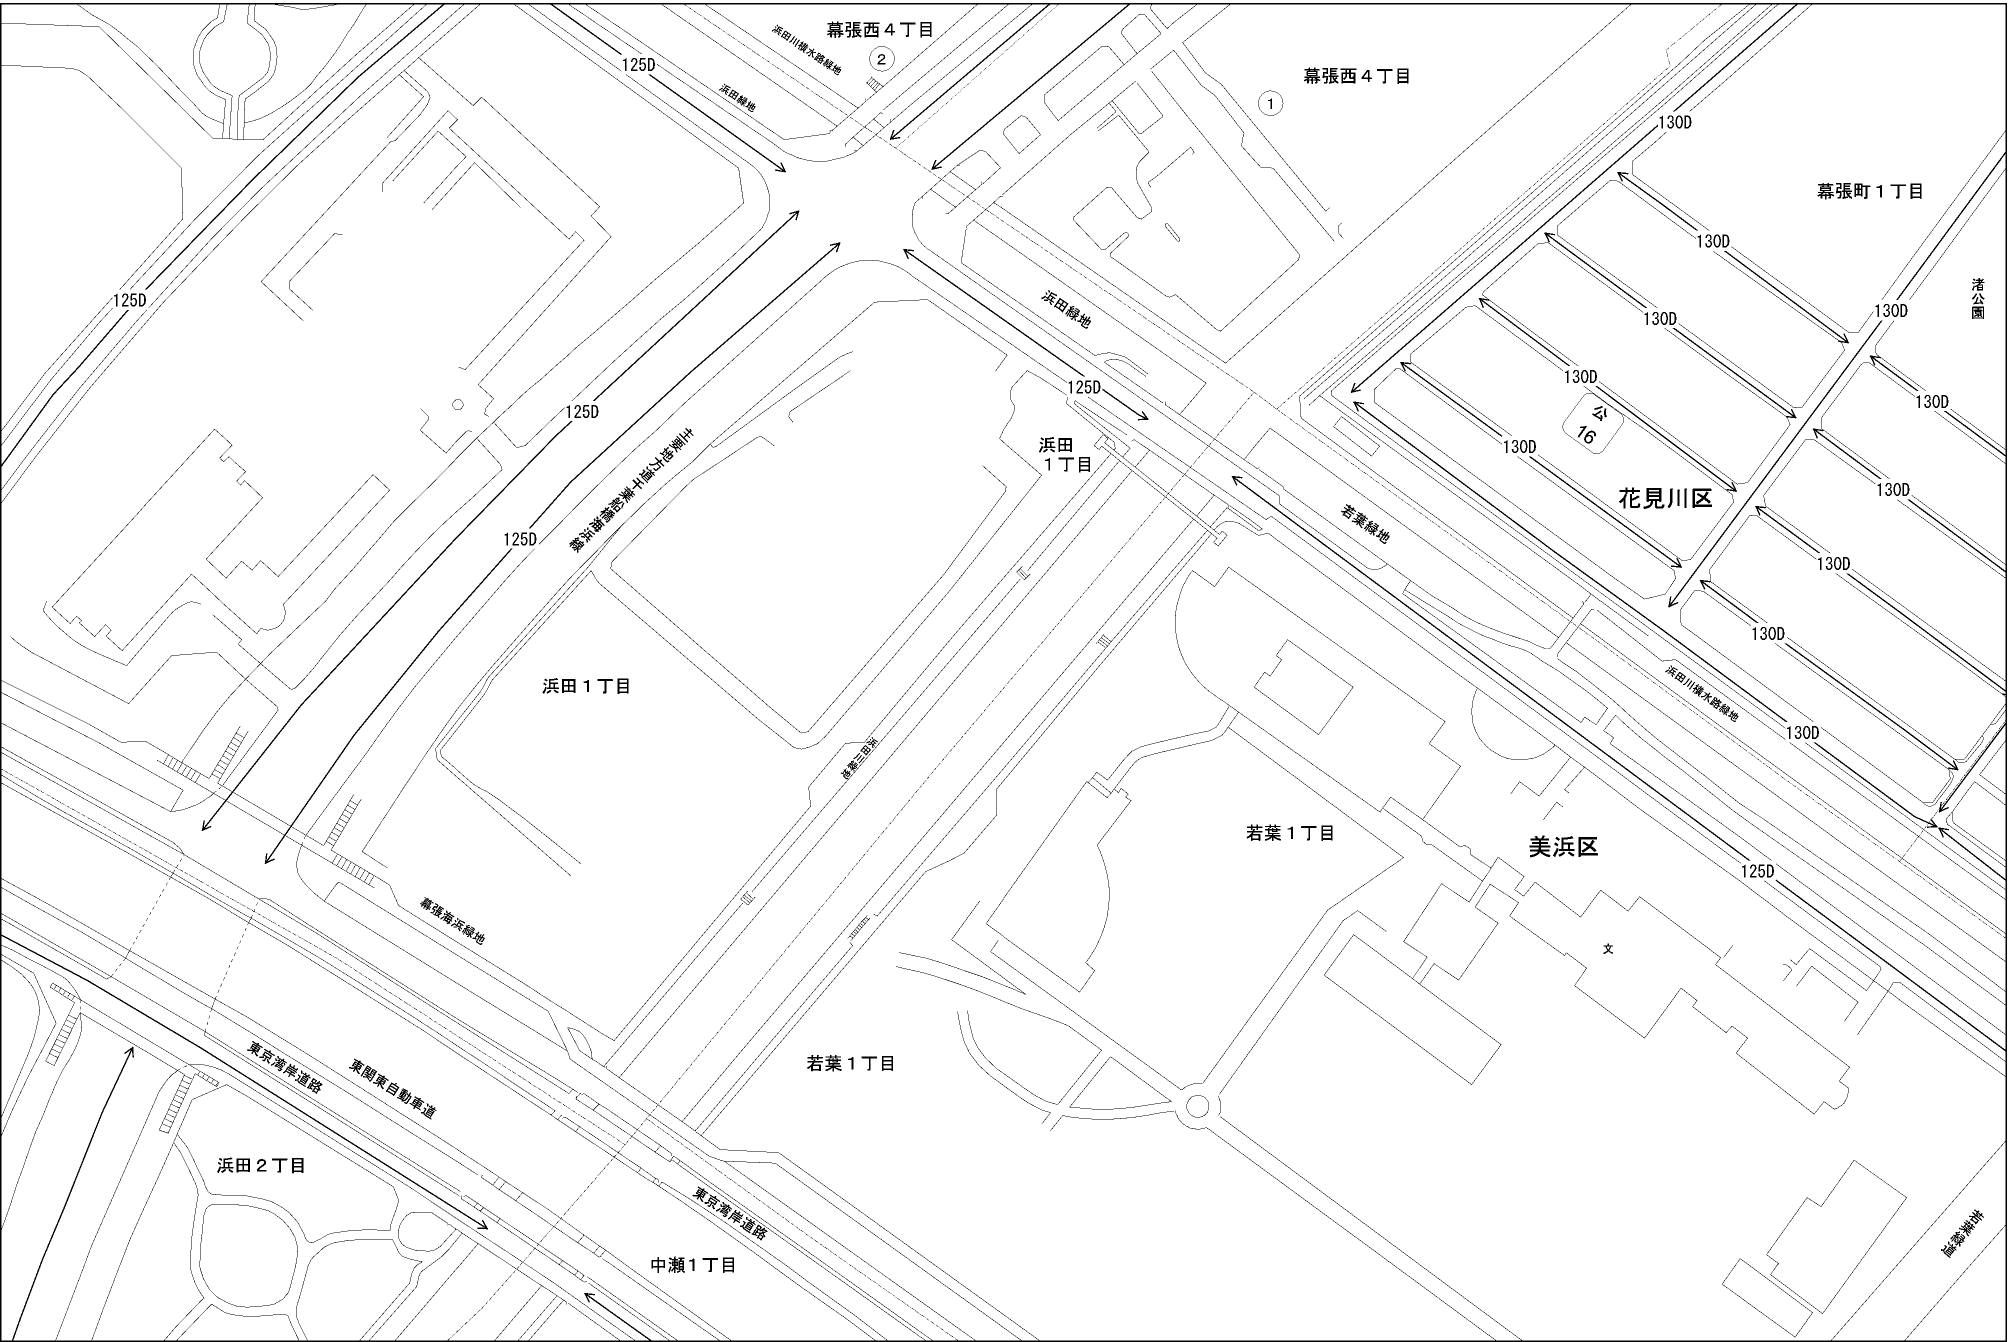 幕張西４丁目
②
浜田川横水路緑地
125D
浜田緑地
幕張西４丁目
①
130D
幕張町１丁目
130D
渚公園
125D
浜田緑地
130D
130D
125D
130D
125D
130D
公
16
主要地方道千葉船橋海浜線
浜田
１丁目
130D
130D
花見川区
若葉緑地
125D
130D
130D
浜田１丁目
浜田川横水路緑地
130D
浜田川緑地
若葉１丁目
美浜区
125D
幕張海浜緑地
文
東京湾岸道路
東関東自動車道
若葉１丁目
浜田２丁目
東京湾岸道路
若葉緑道
中瀬１丁目